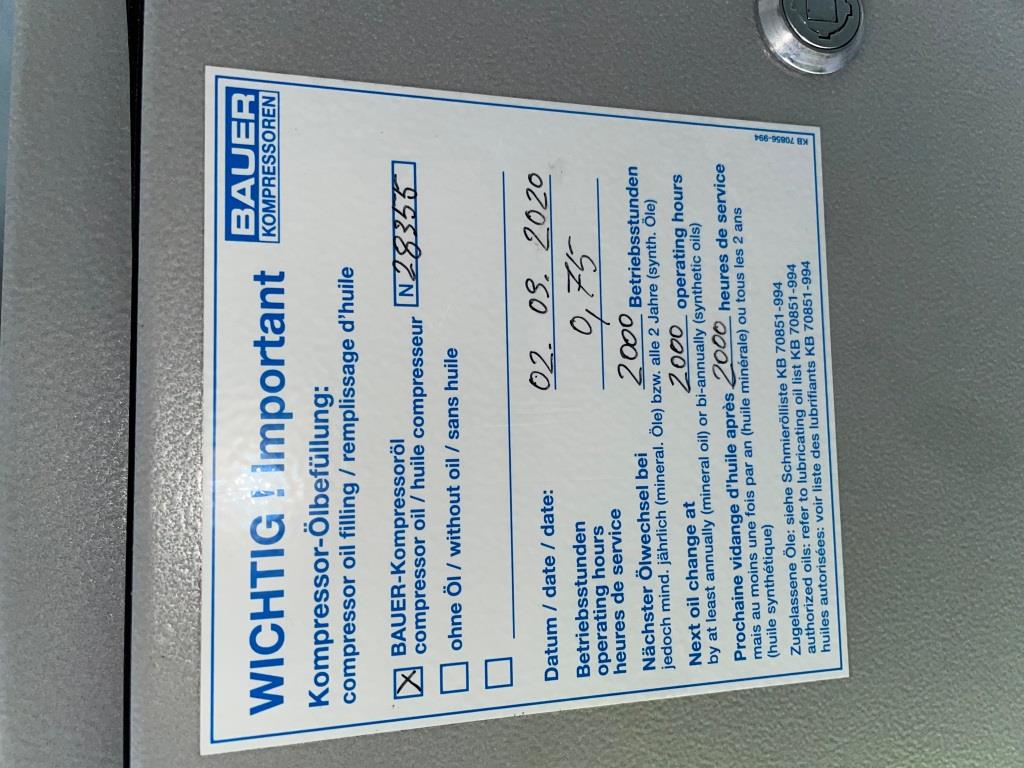 WICHTIG ! Important
BAUER
KOMPRESSOREN
Kompressor-Ölbefüllung:
compressor oil filling / remplissage d'huile
BAUER-Kompressoröl
compressor oil / huile compresseur N28355
ohne Öl / without oil / sans huile
Datum / date / date: 02. 09. 2020
Betriebsstunden
operating hours 0,75
heures de service
Nächster Ölwechsel bei 2000 Betriebsstunden
jedoch mind. jährlich (mineral. Öle) bzw. alle 2 Jahre (synth. Öle)
Next oil change at 2000 operating hours
by at least annually (mineral oil) or bi-annually (synthetic oils)
Prochaine vidange d'huile après 2000 heures de service
mais au moins une fois par an (huile minérale) ou tous les 2 ans
(huile synthétique)
Zugelassene Öle: siehe Schmierölliste KB 70851-994
authorized oils: refer to lubricating oil list KB 70851-994
huiles autorisées: voir liste des lubrifiants KB 70851-994
KB 70856-994